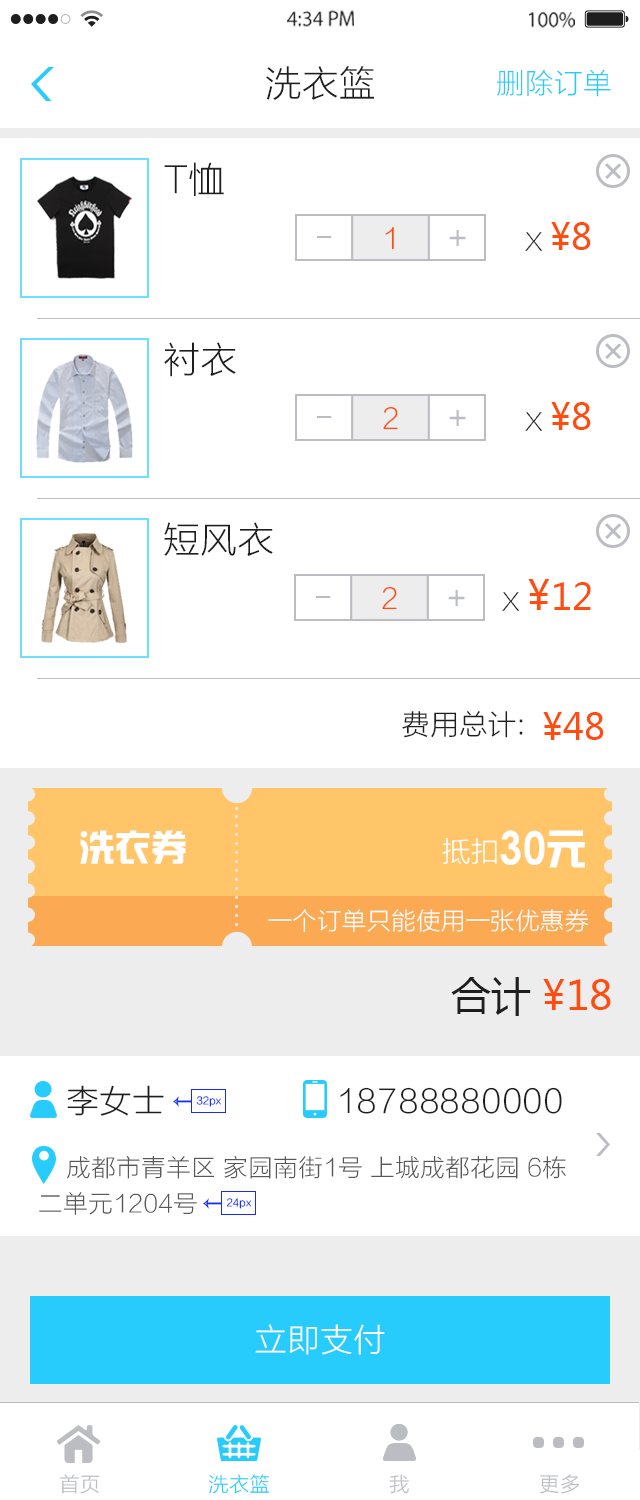 4:34 PM 100%
洗衣篮 删除订单
T恤
− 1 + x ¥8
衬衣
− 2 + x ¥8
短风衣
− 2 + x ¥12
费用总计: ¥48
洗衣券 抵扣30元
一个订单只能使用一张优惠券
合计 ¥18
李女士 32px 18788880000
成都市青羊区 家园南街1号 上城成都花园 6栋
二单元1204号 24px
立即支付
首页 洗衣篮 我 更多